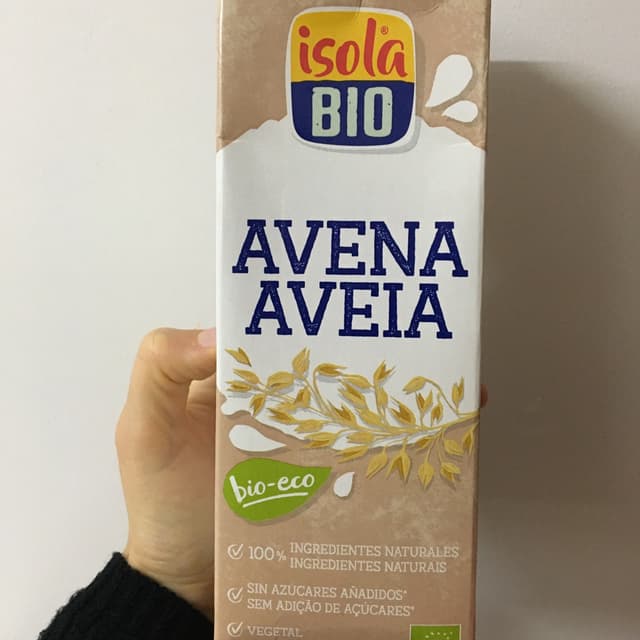 isola®
BIO
AVENA
AVEIA
bio-eco
100% INGREDIENTES NATURALES
INGREDIENTES NATURAIS
SIN AZUCARES AÑADIDOS*
SEM ADIÇÃO DE AÇÚCARES*
VEGETAL